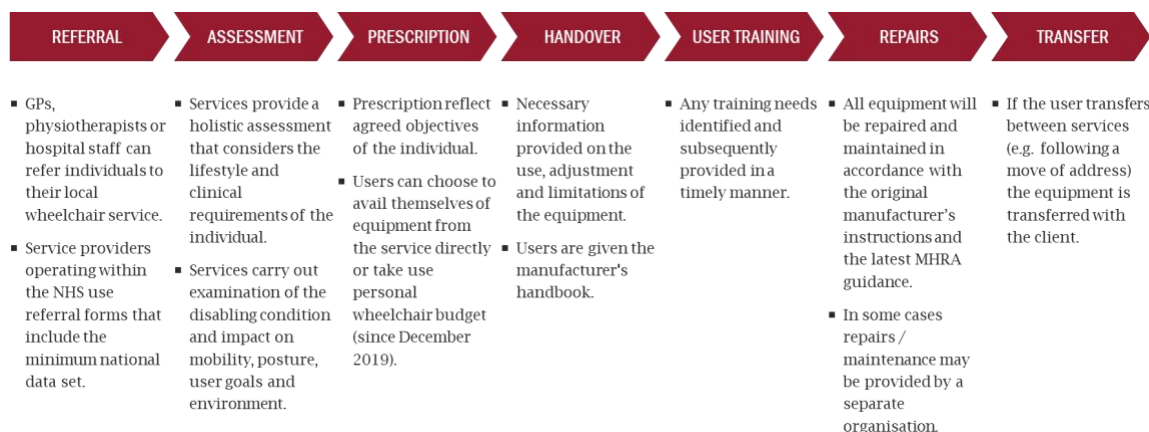 REFERRAL
ASSESSMENT
PRESCRIPTION
HANDOVER
USER TRAINING
REPAIRS
TRANSFER
▪ GPs,
physiotherapists or
hospital staff can
refer individuals to
their local
wheelchair service.
▪ Service providers
operating within
the NHS use
referral forms that
include the
minimum national
data set.
▪ Services provide a
holistic assessment
that considers the
lifestyle and
clinical
requirements of the
individual.
▪ Services carry out
examination of the
disabling condition
and impact on
mobility, posture,
user goals and
environment.
▪ Prescription reflect
agreed objectives
of the individual.
▪ Users can choose to
avail themselves of
equipment from
the service directly
or take use
personal
wheelchair budget
(since December
2019).
▪ Necessary
information
provided on the
use, adjustment
and limitations of
the equipment.
▪ Users are given the
manufacturer's
handbook.
▪ Any training needs
identified and
subsequently
provided in a
timely manner.
▪ All equipment will
be repaired and
maintained in
accordance with
the original
manufacturer's
instructions and
the latest MHRA
guidance.
▪ In some cases
repairs /
maintenance may
be provided by a
separate
organisation.
▪ If the user transfers
between services
(e.g. following a
move of address)
the equipment is
transferred with
the client.